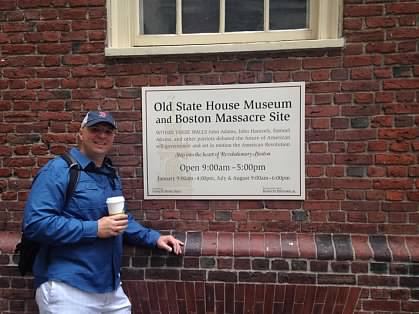 Old State House Museum
and Boston Massacre Site
WITHIN THESE WALLS John Adams, John Hancock, Samuel
Adams, and other patriots debated the future of American
self-government and set in motion the American Revolution.
Step into the heart of Revolutionary Boston
Open 9:00am-5:00pm
January 9:00am-4:00pm, July & August 9:00am-6:00pm